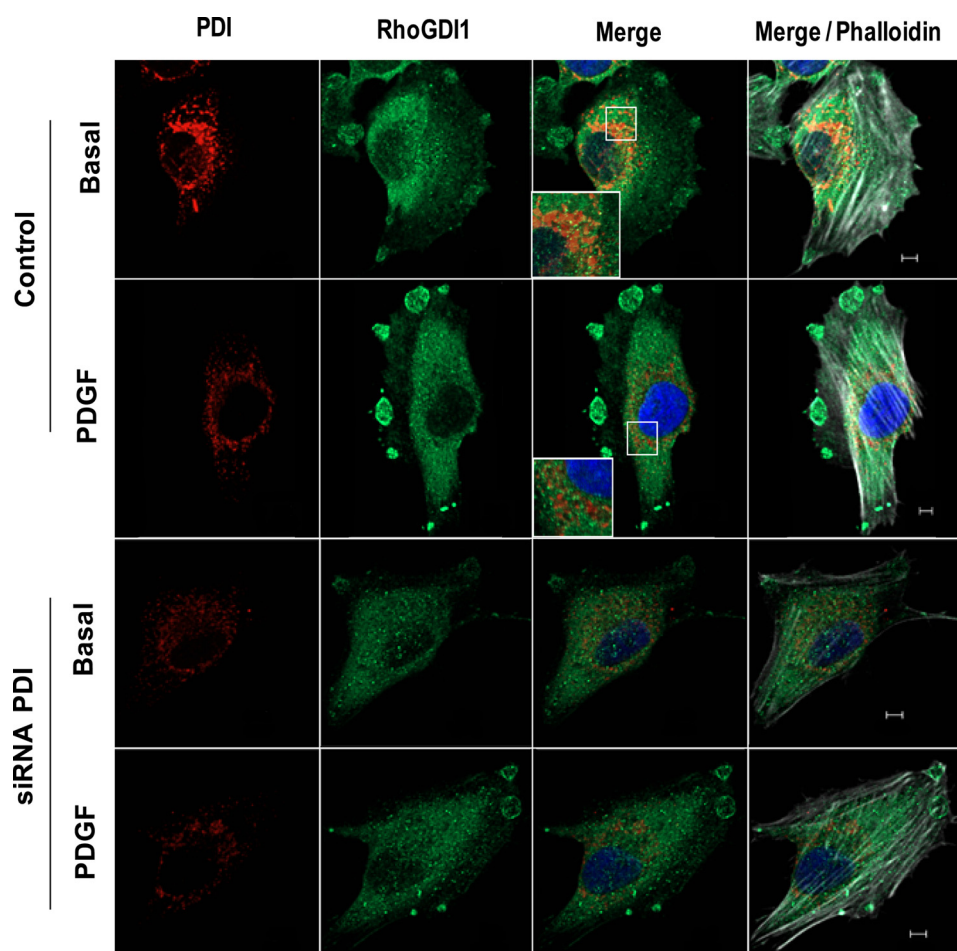 PDI RhoGDI1 Merge Merge / Phalloidin
Control
Basal
PDGF
siRNA PDI
Basal
PDGF